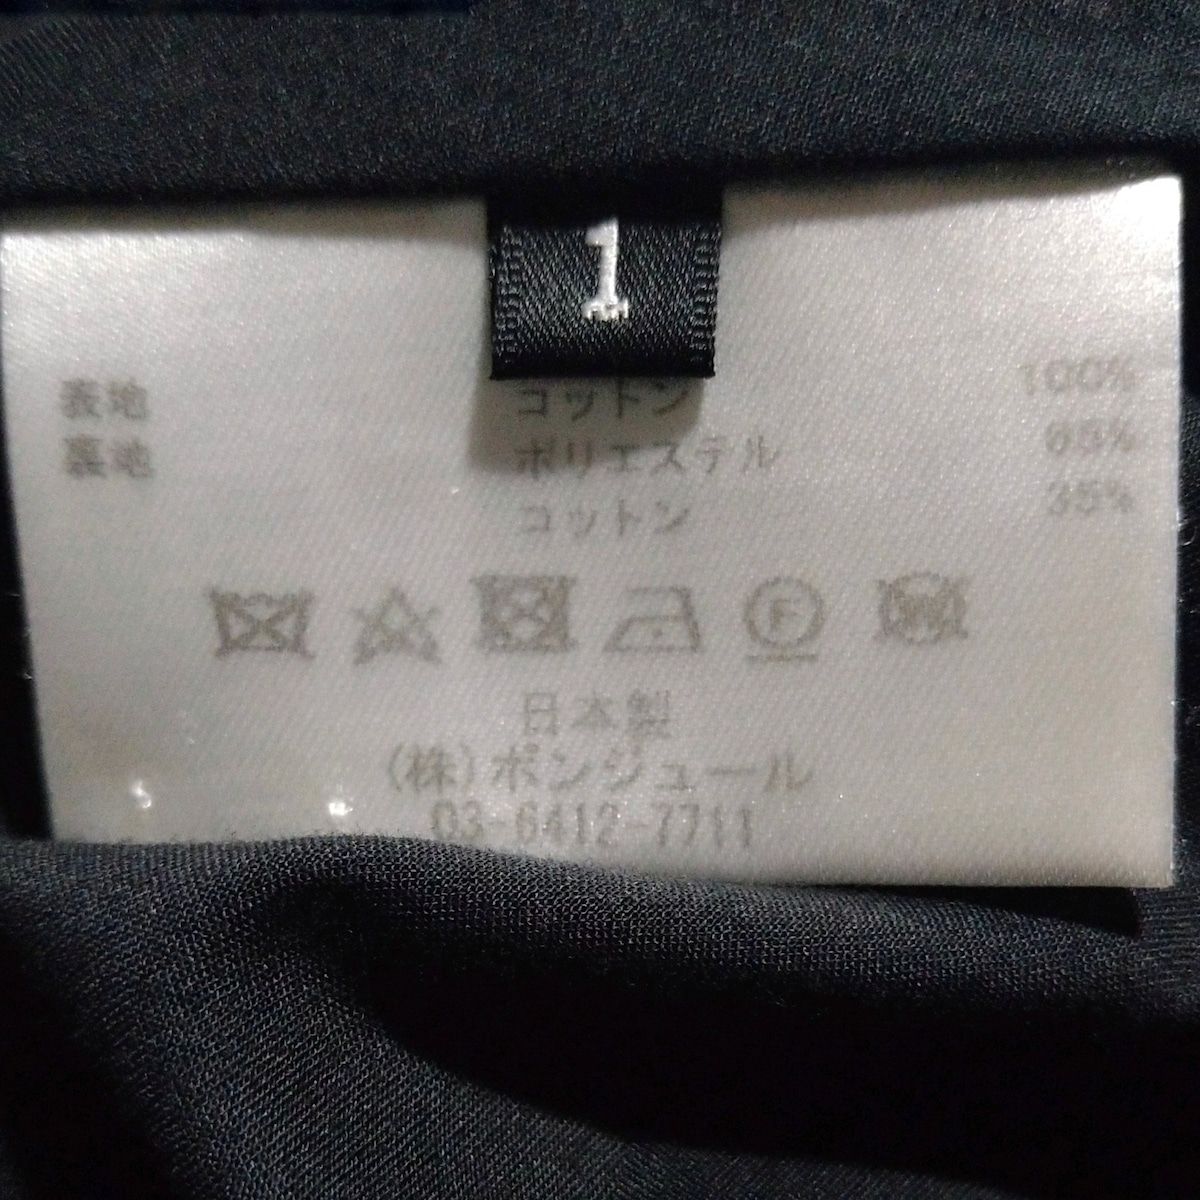 1
表地 コットン 100%
裏地 ポリエステル 65%
コットン 35%
F W
日本製
(株)ボンジュール
03-6412-7711